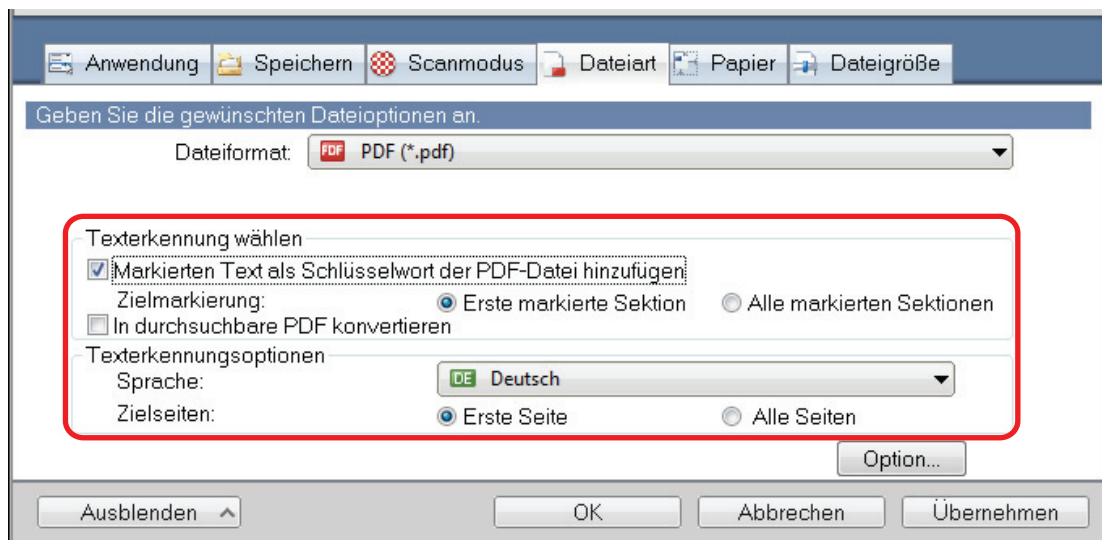 Anwendung Speichern Scanmodus Dateiart Papier Dateigröße
Geben Sie die gewünschten Dateioptionen an.
Dateiformat: PDF PDF (*.pdf)
Texterkennung wählen
Markierten Text als Schlüsselwort der PDF-Datei hinzufügen
Zielmarkierung: Erste markierte Sektion Alle markierten Sektionen
In durchsuchbare PDF konvertieren
Texterkennungsoptionen
Sprache: DE Deutsch
Zielseiten: Erste Seite Alle Seiten
Option...
Ausblenden OK Abbrechen Übernehmen